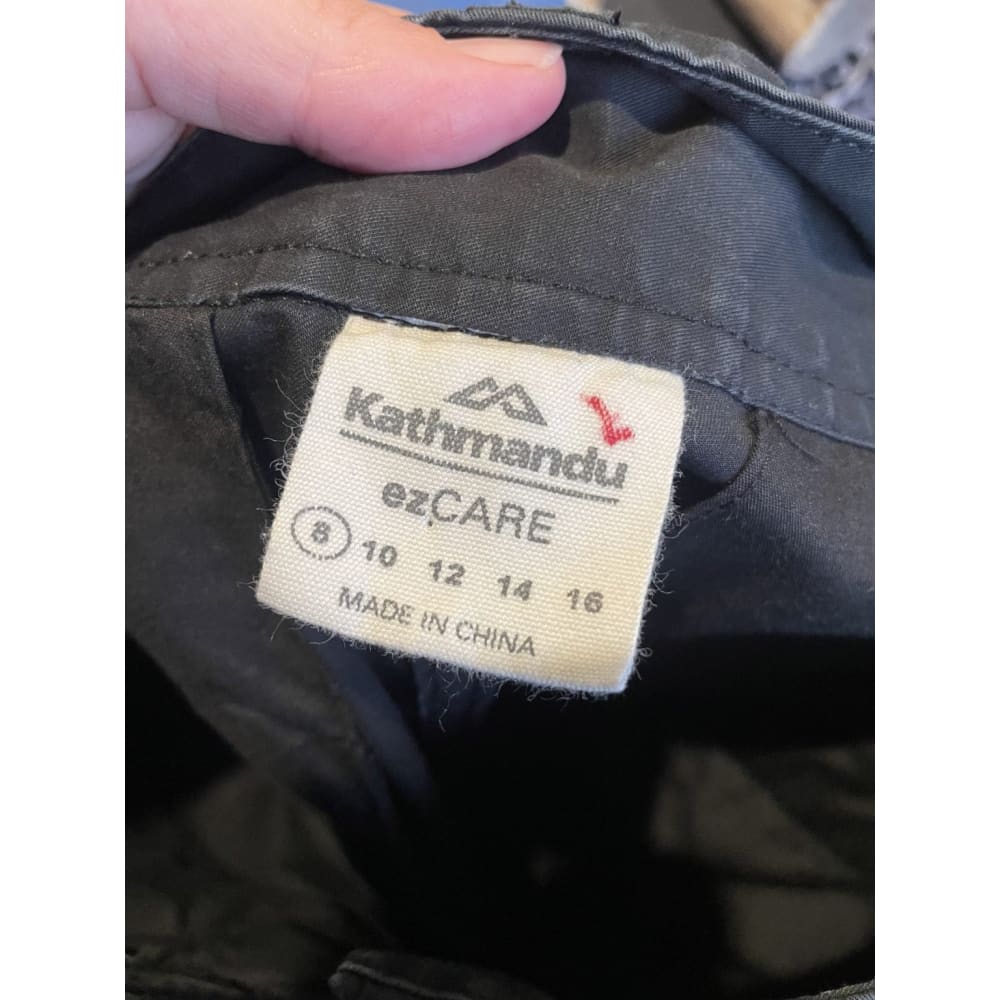 Kathmandu
ezCARE
8 10 12 14 16
MADE IN CHINA